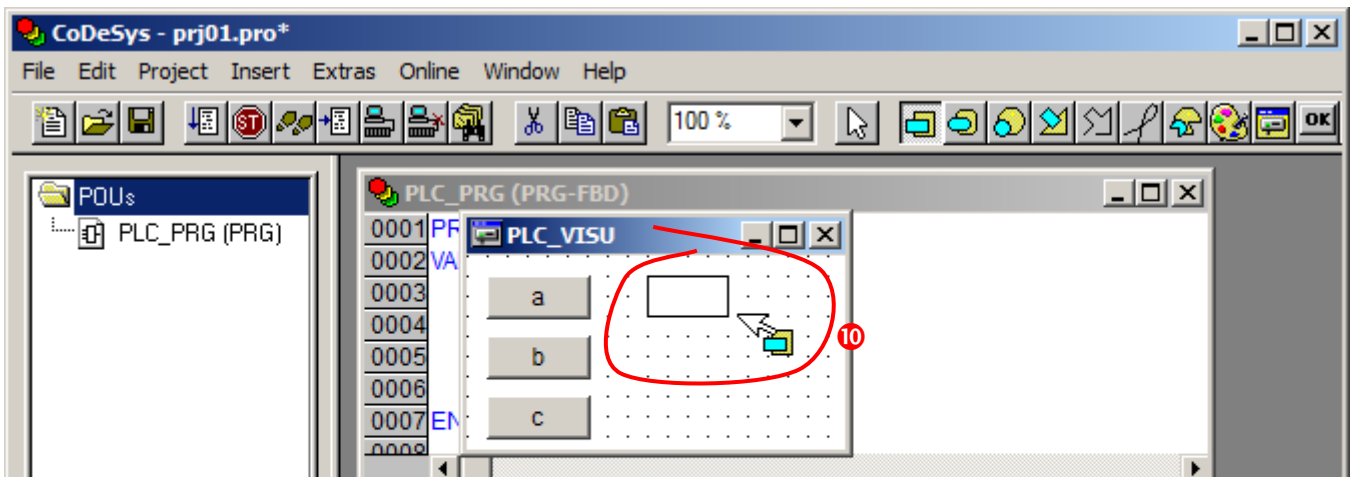 CoDeSys - prj01.pro*
File Edit Project Insert Extras Online Window Help
100 %
OK
POUs
PLC_PRG (PRG)
PLC_PRG (PRG-FBD)
0001 PR
PLC_VISU
0002 VA
0003
a
0004
10
0005
b
0006
0007 EN
c
0008